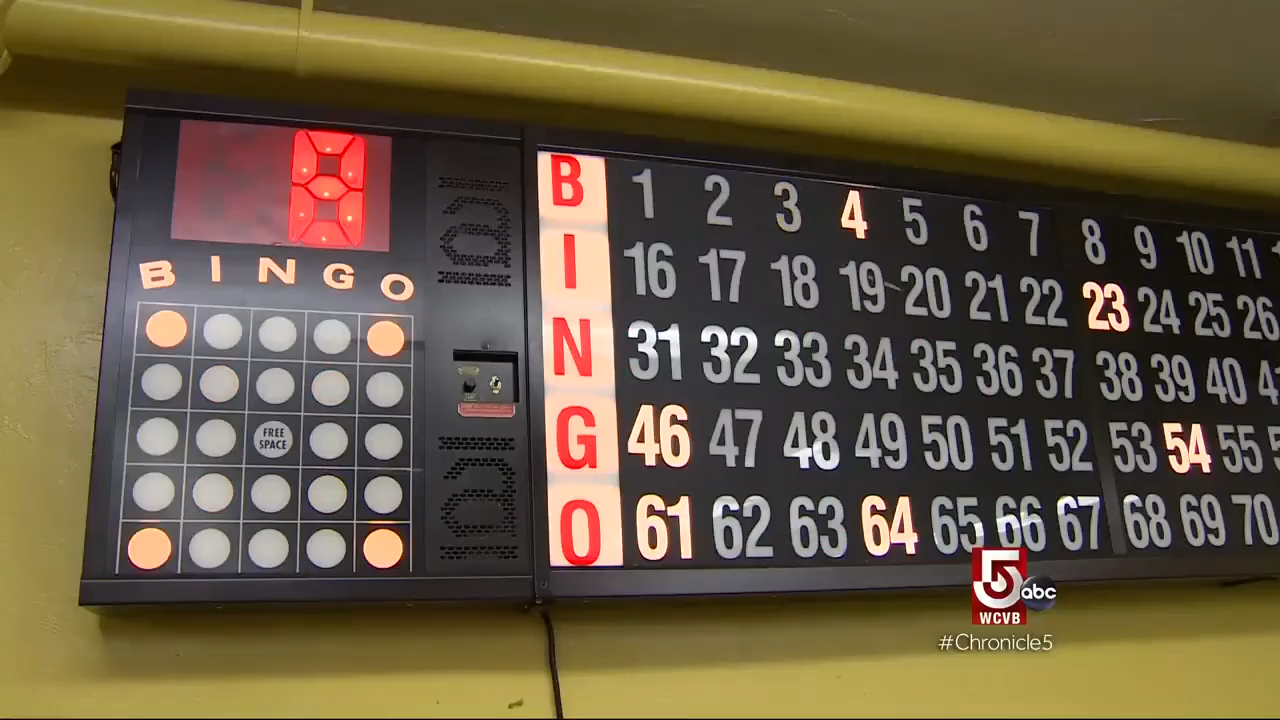 8
BINGO
FREE
SPACE
B 1 2 3 4 5 6 7 8 9 10 11
I 16 17 18 19 20 21 22 23 24 25 26
N 31 32 33 34 35 36 37 38 39 40
G 46 47 48 49 50 51 52 53 54 55
O 61 62 63 64 65 66 67 68 69 70
5 abc
WCVB
#Chronicle5